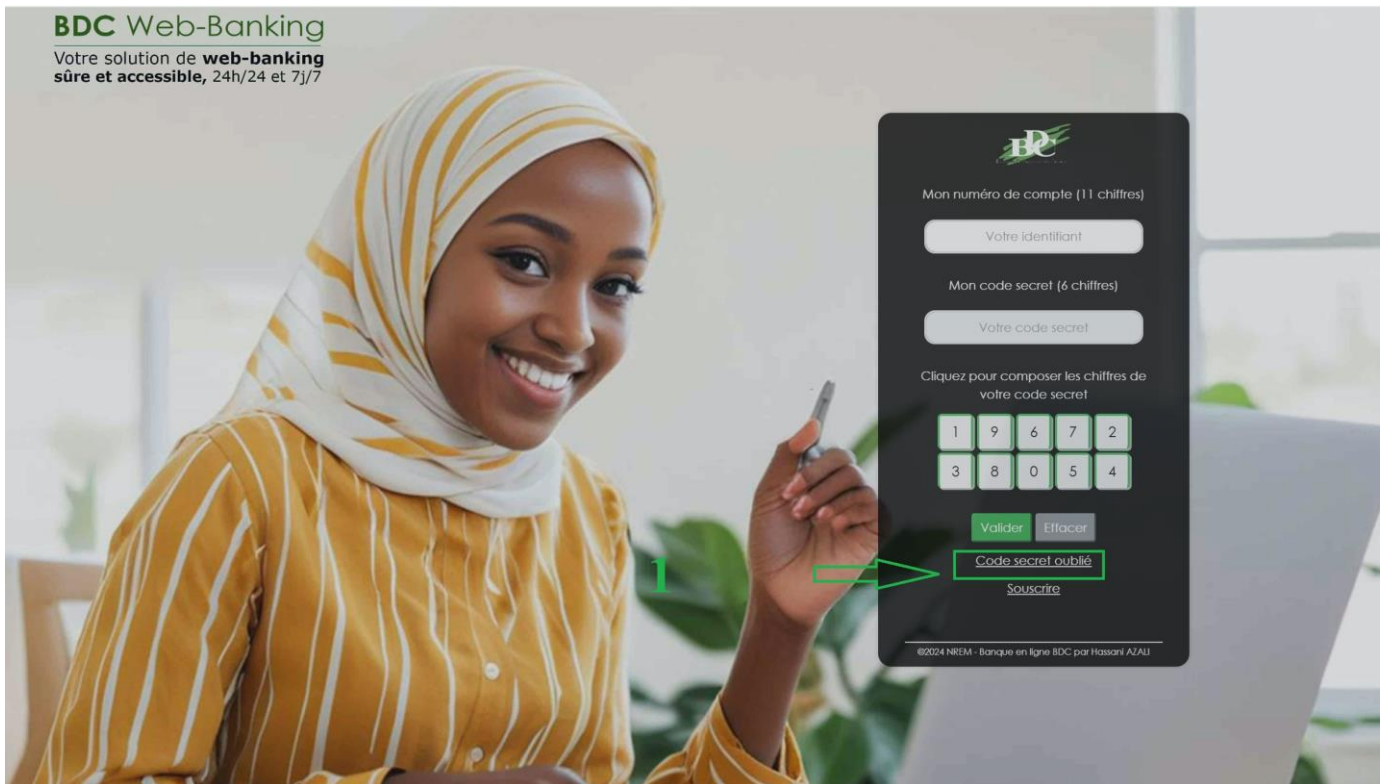 BDC Web-Banking
Votre solution de web-banking
sûre et accessible, 24h/24 et 7j/7
BDC
Mon numéro de compte (11 chiffres)
Votre identifiant
Mon code secret (6 chiffres)
Votre code secret
Cliquez pour composer les chiffres de
votre code secret
1 9 6 7 2
3 8 0 5 4
Valider Effacer
1
Code secret oublié
Souscrire
©2024 NREM - Banque en ligne BDC par Hassani AZALI